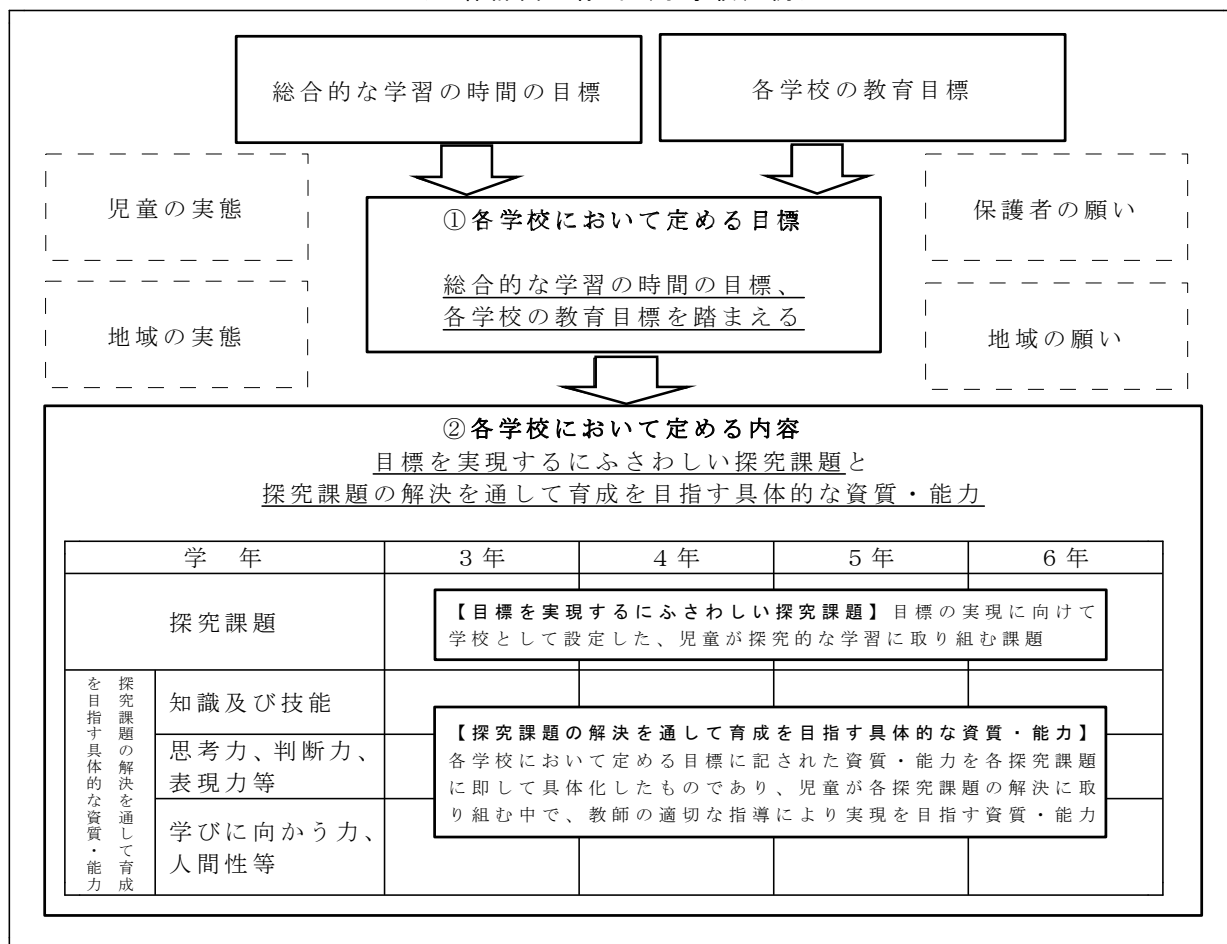 総合的な学習の時間の目標
各学校の教育目標
児童の実態
保護者の願い
①各学校において定める目標
総合的な学習の時間の目標、
各学校の教育目標を踏まえる
地域の実態
地域の願い
②各学校において定める内容
目標を実現するにふさわしい探究課題と
探究課題の解決を通して育成を目指す具体的な資質・能力
学 年
3年
4年
5年
6年
探究課題
【目標を実現するにふさわしい探究課題】目標の実現に向けて
学校として設定した、児童が探究的な学習に取り組む課題
探究課題の解決を通して育成
を目指す具体的な資質・能力
知識及び技能
思考力、判断力、
表現力等
学びに向かう力、
人間性等
【探究課題の解決を通して育成を目指す具体的な資質・能力】
各学校において定める目標に記された資質・能力を各探究課題
に即して具体化したものであり、児童が各探究課題の解決に取
り組む中で、教師の適切な指導により実現を目指す資質・能力